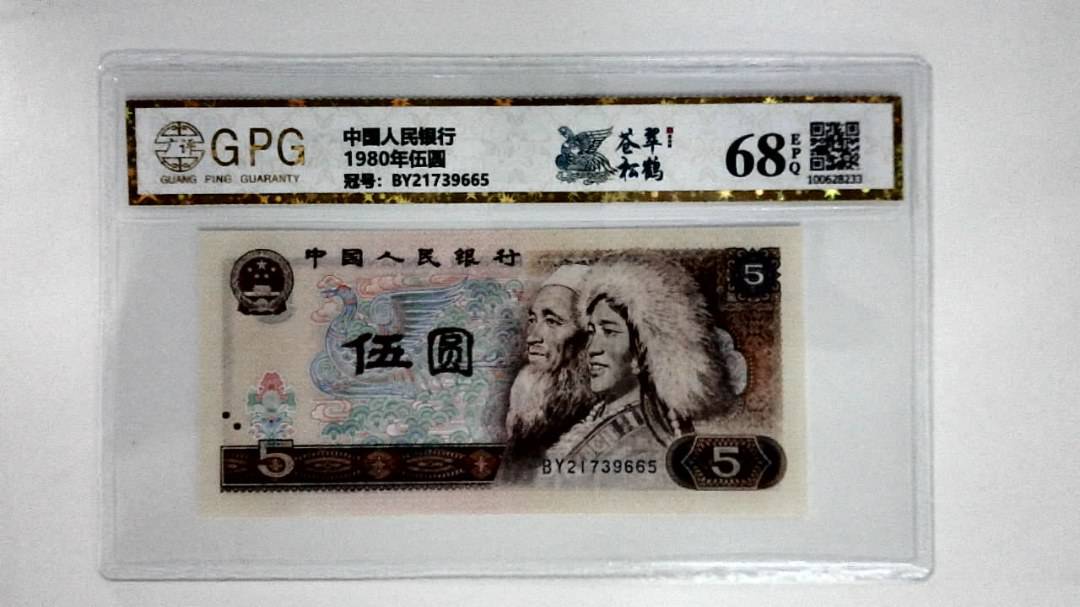 GPG
GUANG PING GUARANTY
中国人民银行
1980年伍圆
冠号：BY21739665
苍松
翠鹤
68
EPQ
100628233
中国人民银行
5
伍圆
5
BY21739665
5